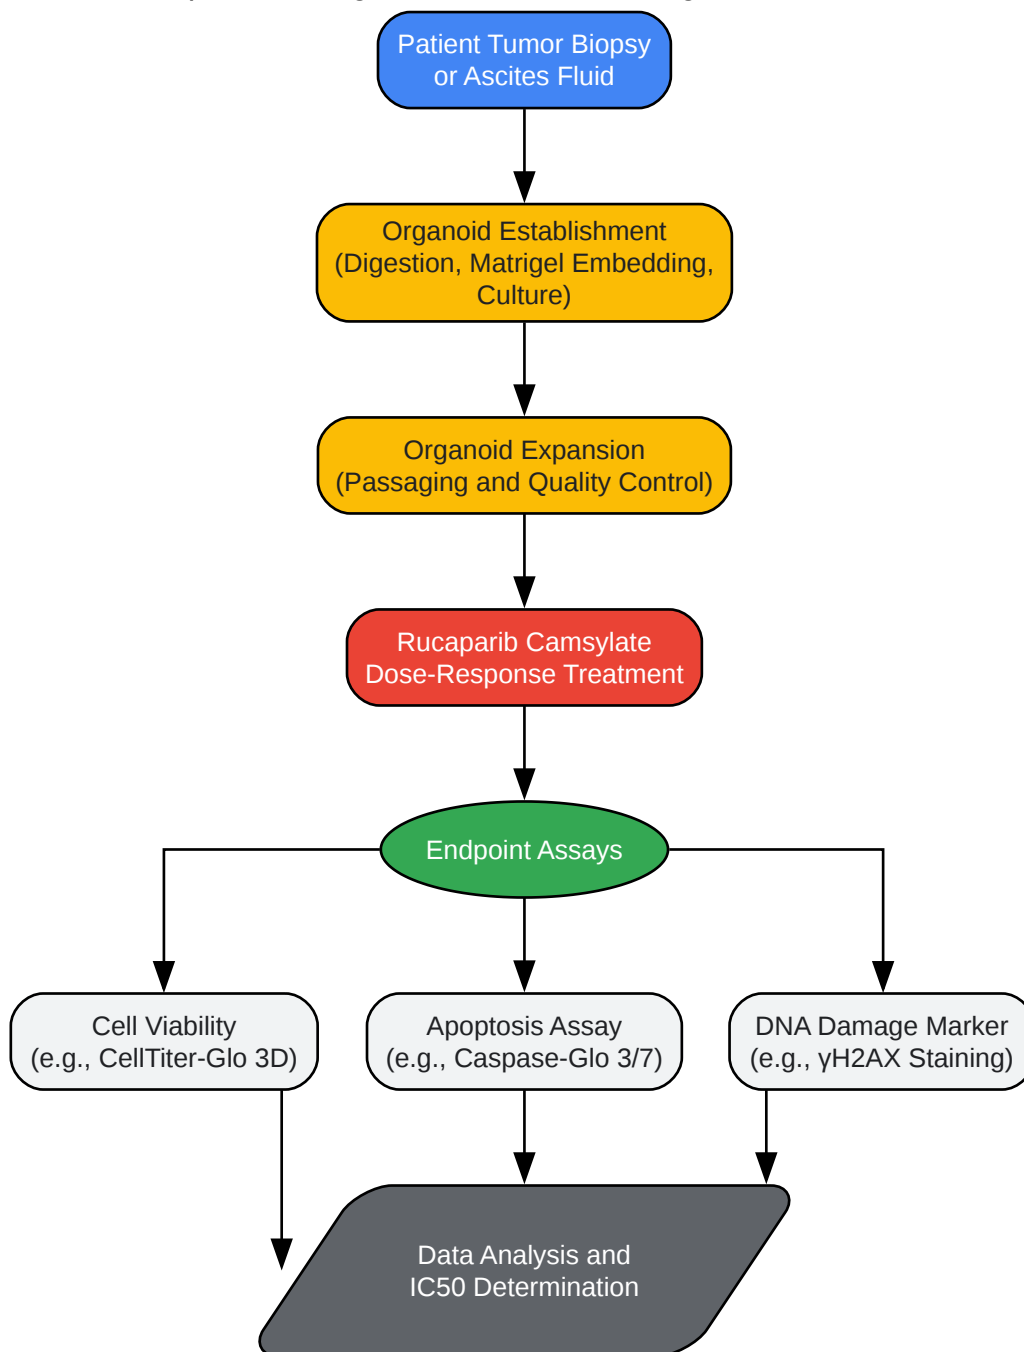 Patient Tumor Biopsy
or Ascites Fluid
Organoid Establishment
(Digestion, Matrigel Embedding,
Culture)
Organoid Expansion
(Passaging and Quality Control)
Rucaparib Camsylate
Dose-Response Treatment
Endpoint Assays
Cell Viability
(e.g., CellTiter-Glo 3D)
Apoptosis Assay
(e.g., Caspase-Glo 3/7)
DNA Damage Marker
(e.g., γH2AX Staining)
Data Analysis and
IC50 Determination